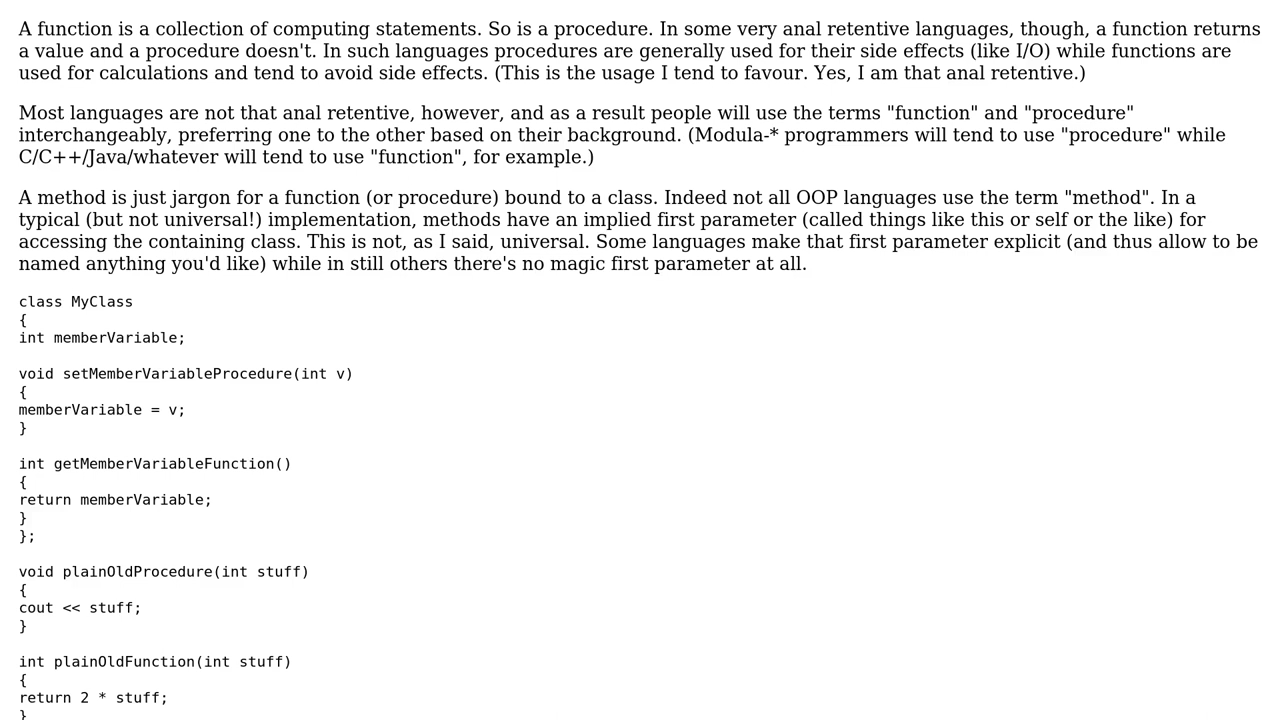 A function is a collection of computing statements. So is a procedure. In some very anal retentive languages, though, a function returns
a value and a procedure doesn't. In such languages procedures are generally used for their side effects (like I/O) while functions are
used for calculations and tend to avoid side effects. (This is the usage I tend to favour. Yes, I am that anal retentive.)
Most languages are not that anal retentive, however, and as a result people will use the terms "function" and "procedure"
interchangeably, preferring one to the other based on their background. (Modula-* programmers will tend to use "procedure" while
C/C++/Java/whatever will tend to use "function", for example.)
A method is just jargon for a function (or procedure) bound to a class. Indeed not all OOP languages use the term "method". In a
typical (but not universal!) implementation, methods have an implied first parameter (called things like this or self or the like) for
accessing the containing class. This is not, as I said, universal. Some languages make that first parameter explicit (and thus allow to be
named anything you'd like) while in still others there's no magic first parameter at all.
class MyClass
{
int memberVariable;
void setMemberVariableProcedure(int v)
{
memberVariable = v;
}
int getMemberVariableFunction()
{
return memberVariable;
}
};
void plainOldProcedure(int stuff)
{
cout << stuff;
}
int plainOldFunction(int stuff)
{
return 2 * stuff;
}